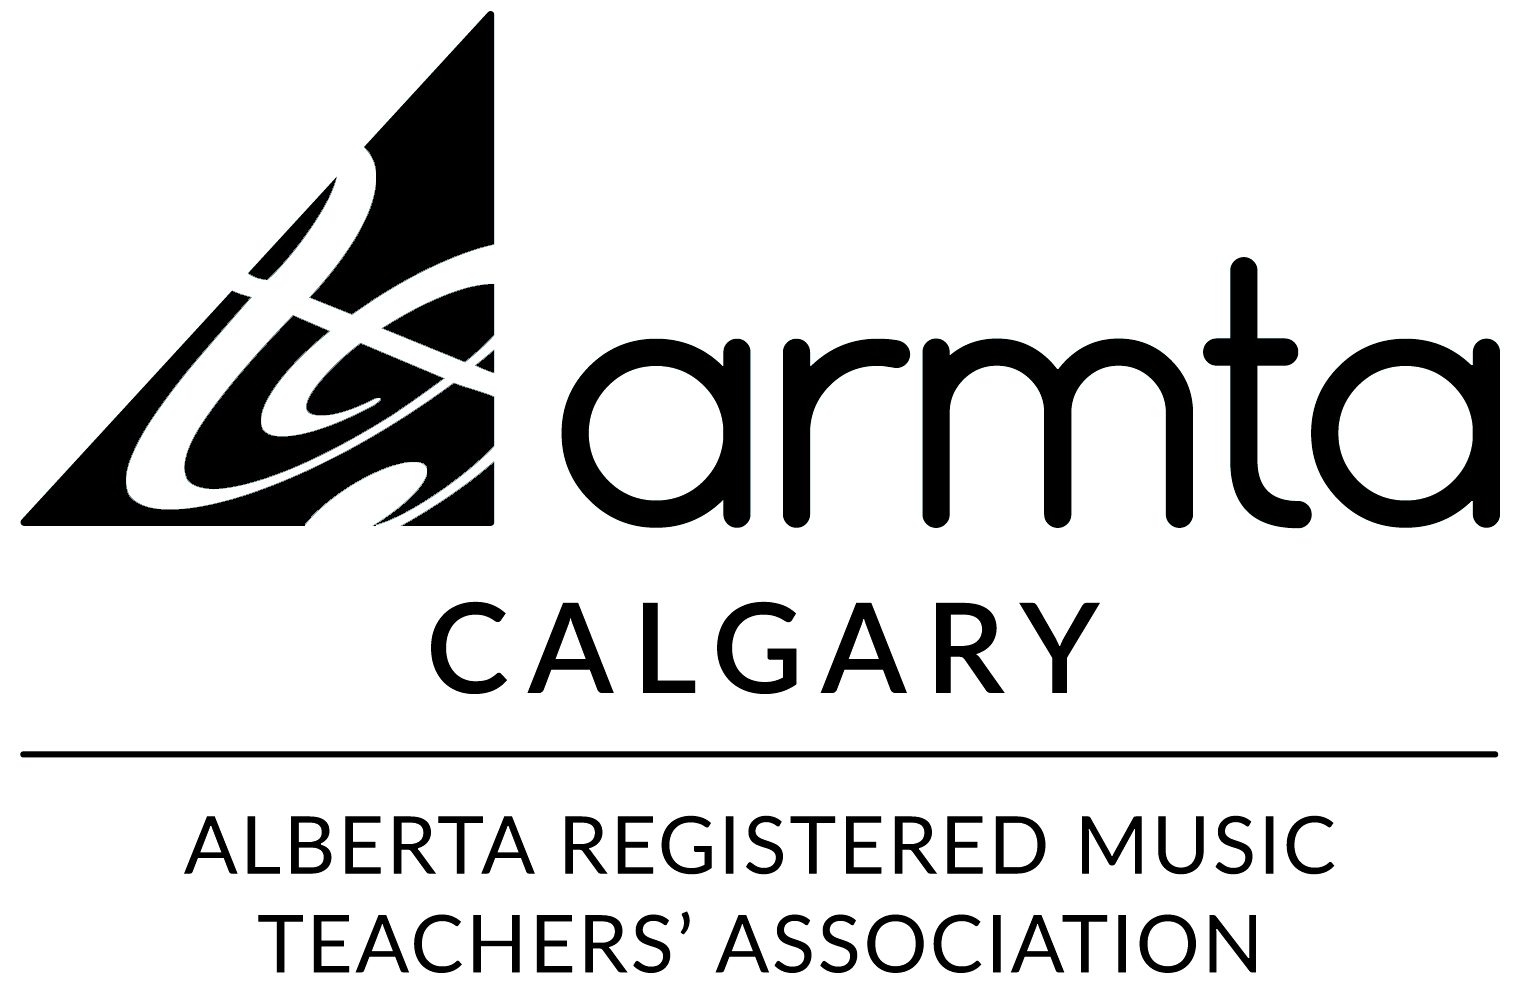 armta
CALGARY
ALBERTA REGISTERED MUSIC
TEACHERS’ ASSOCIATION